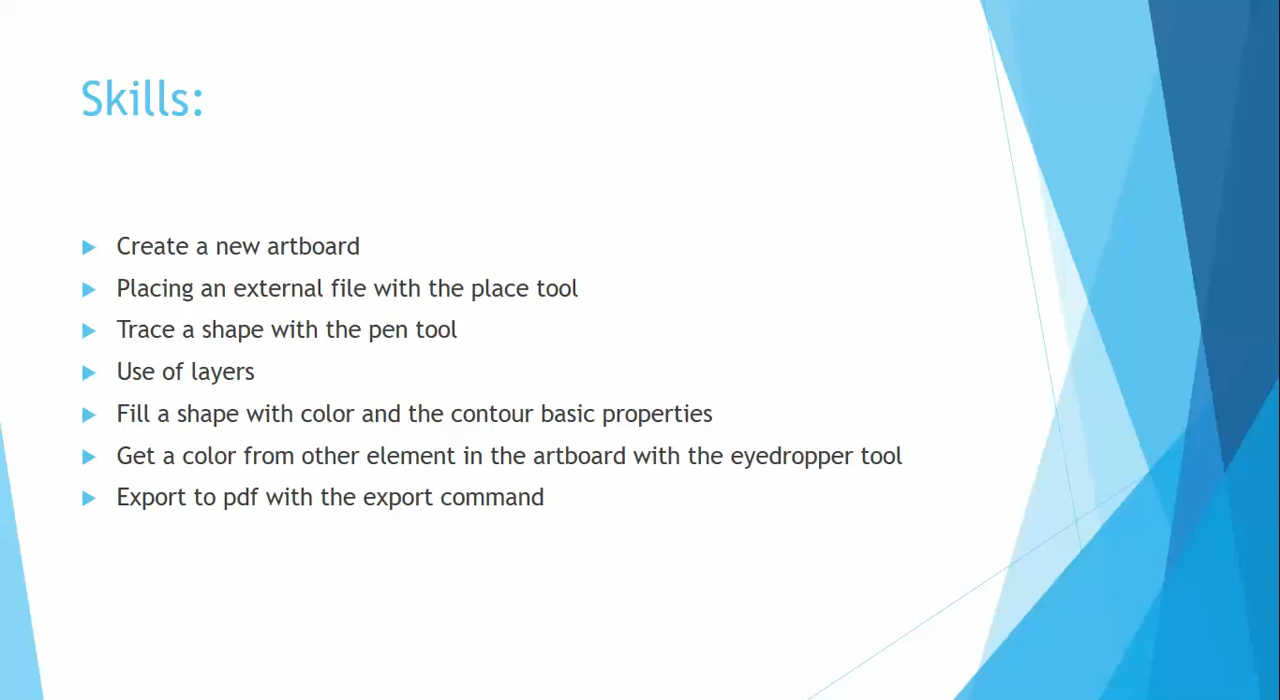 Skills:
Create a new artboard
Placing an external file with the place tool
Trace a shape with the pen tool
Use of layers
Fill a shape with color and the contour basic properties
Get a color from other element in the artboard with the eyedropper tool
Export to pdf with the export command